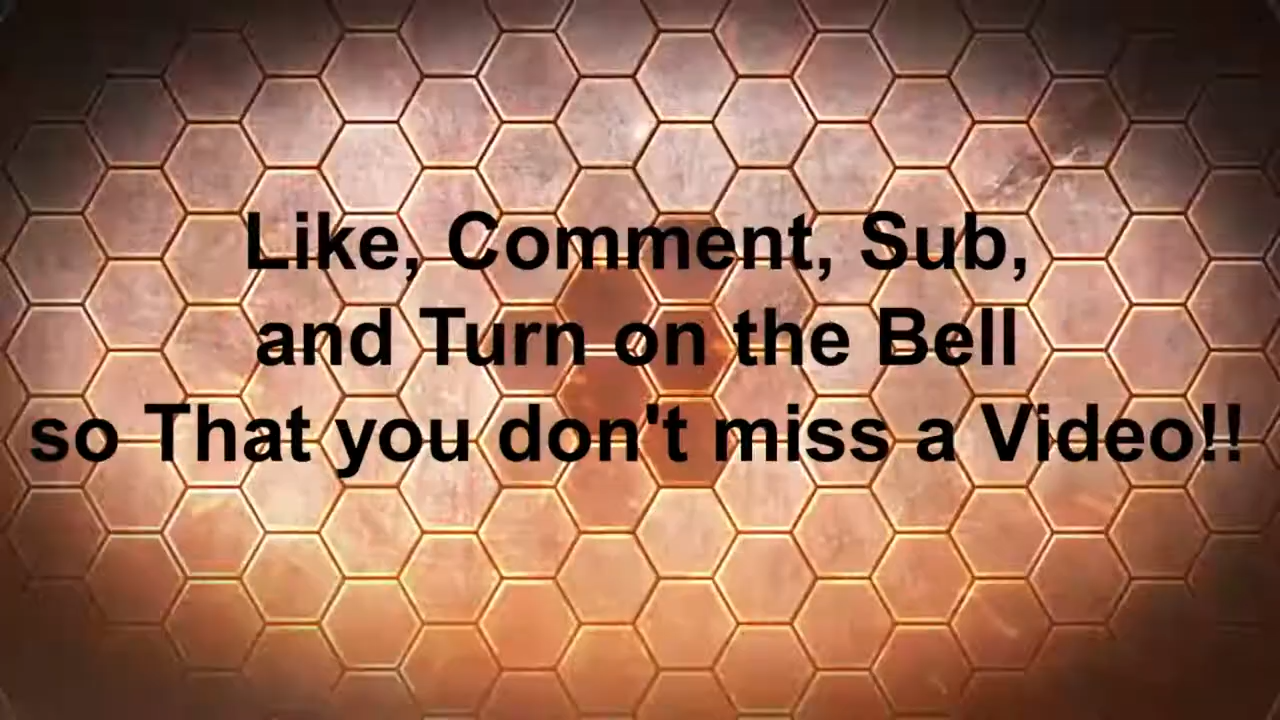 Like, Comment, Sub,
and Turn on the Bell
so That you don't miss a Video!!